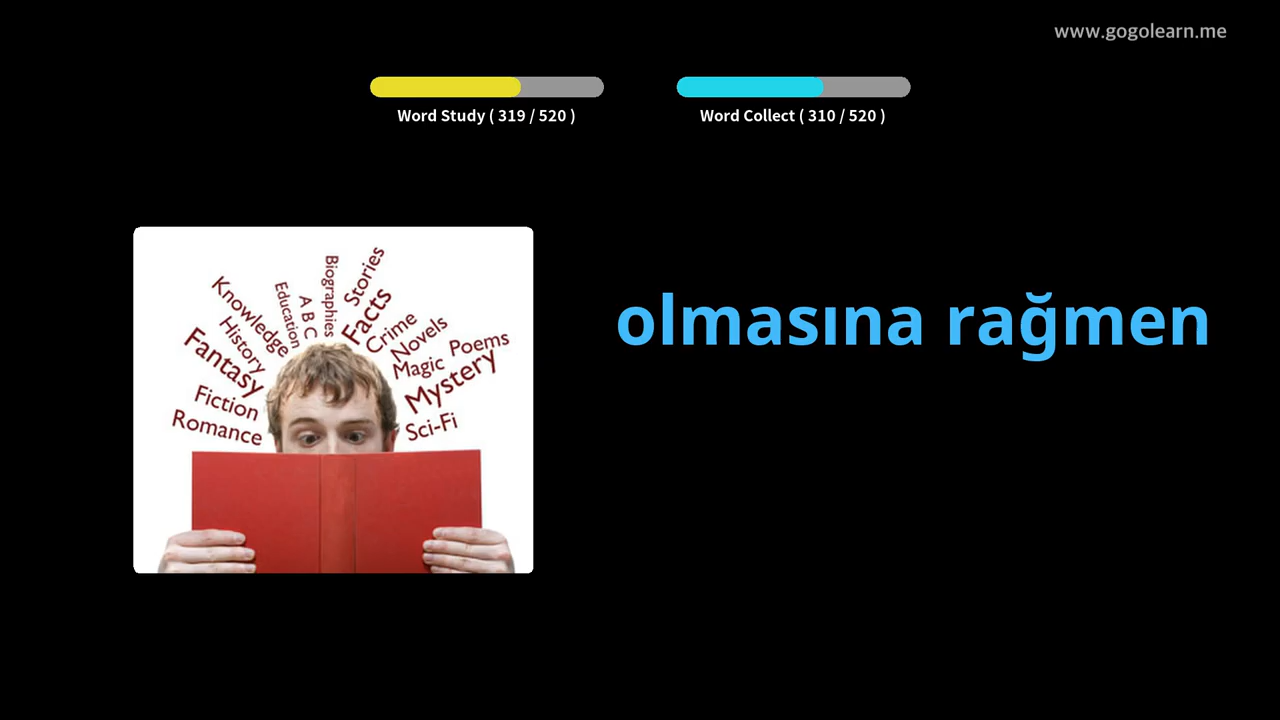 www.gogolearn.me
Word Study ( 319 / 520 )
Word Collect ( 310 / 520 )
olmasına rağmen
Knowledge
History
Fantasy
Fiction
Romance
Education
A B C
Biographies
Stories
Facts
Crime
Novels
Magic
Poems
Mystery
Sci-Fi